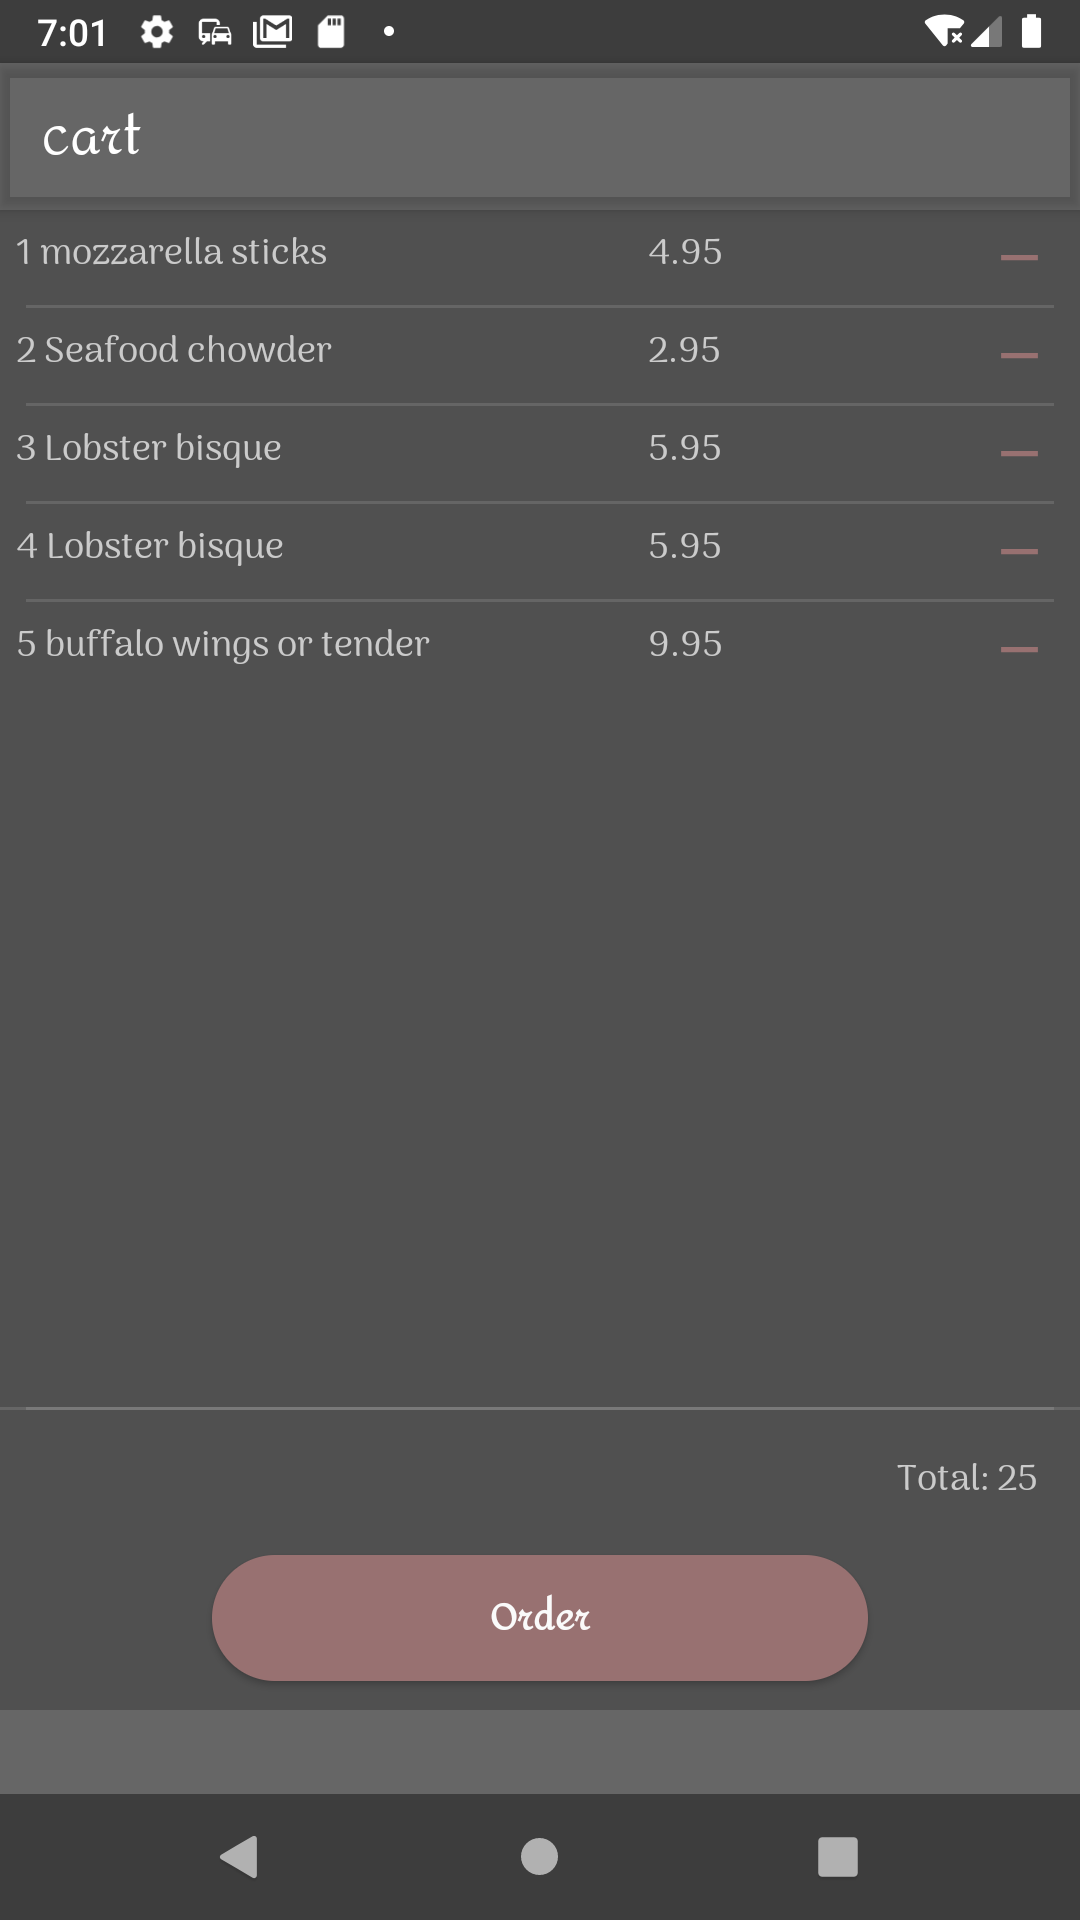 7:01
cart
1 mozzarella sticks 4.95
2 Seafood chowder 2.95
3 Lobster bisque 5.95
4 Lobster bisque 5.95
5 buffalo wings or tender 9.95
Total: 25
Order